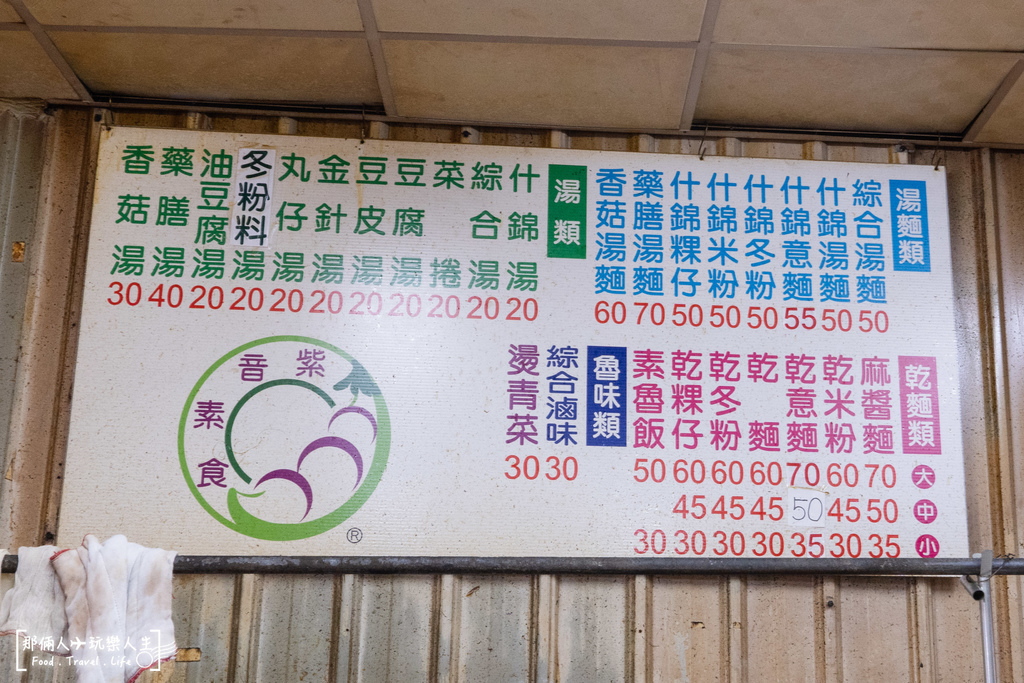 湯麵類
綜合湯麵 50
什錦湯麵 50
什錦意麵 55
什錦冬粉 50
什錦米粉 50
什錦粿仔 50
藥膳湯麵 70
香菇湯麵 60
湯類
什錦湯 20
綜合湯 20
菜捲 20
豆腐湯 20
豆皮湯 20
金針湯 20
丸仔湯 20
冬粉料湯 20
油豆腐湯 20
藥膳湯 40
香菇湯 30
乾麵類 大 中 小
麻醬麵 70 50 35
乾米粉 60 45 30
乾意麵 70 50 35
乾麵 60 45 30
乾冬粉 60 45 30
乾粿仔 60 45 30
素魯飯 50 30
魯味類
綜合滷味 30
燙青菜 30
紫音素食
®
那倆人玩樂人生
Food . Travel . Life